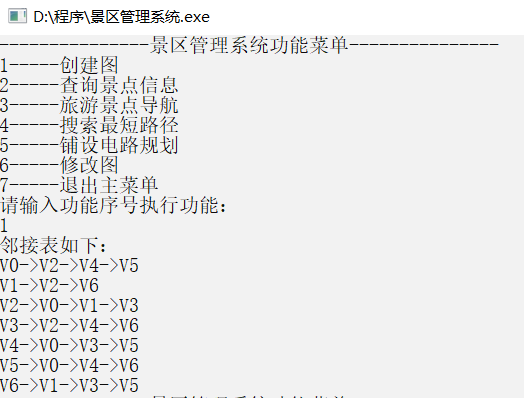 D:\程序\景区管理系统.exe
---------------景区管理系统功能菜单---------------
1-----创建图
2-----查询景点信息
3-----旅游景点导航
4-----搜索最短路径
5-----铺设电路规划
6-----修改图
7-----退出主菜单
请输入功能序号执行功能：
1
邻接表如下：
V0->V2->V4->V5
V1->V2->V6
V2->V0->V1->V3
V3->V2->V4->V6
V4->V0->V3->V5
V5->V0->V4->V6
V6->V1->V3->V5